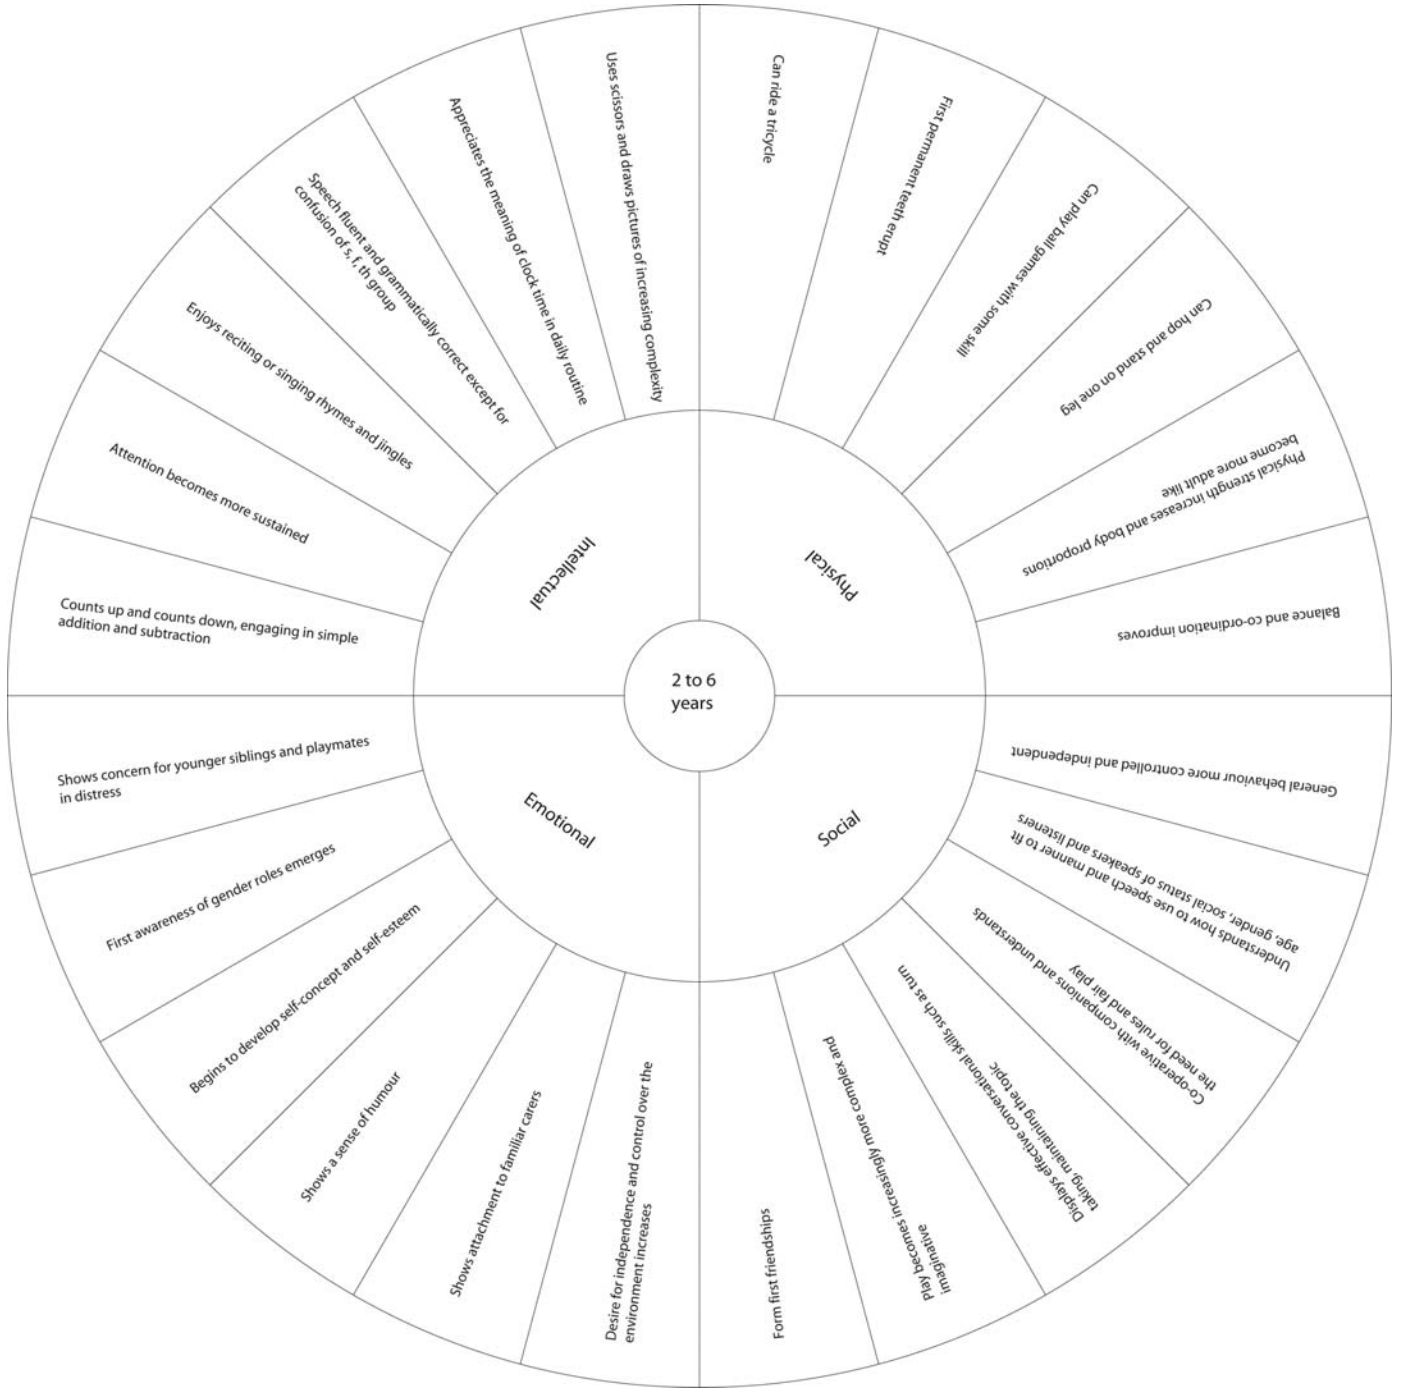 2 to 6
years
Physical
Can ride a tricycle
First permanent teeth erupt
Can play ball games with some skill
Can hop and stand on one leg
Physical strength increases and body proportions
become more adult like
Balance and co-ordination improves
Social
General behaviour more controlled and independent
Understands how to use speech and manner to fit
age, gender, social status of speakers and listeners
Co-operative with companions and understands
the need for rules and fair play
Displays effective conversational skills such as turn
taking, maintaining the topic
Play becomes increasingly more complex and
imaginative
Form first friendships
Emotional
Desire for independence and control over the
environment increases
Shows attachment to familiar carers
Shows a sense of humour
Begins to develop self-concept and self-esteem
First awareness of gender roles emerges
Shows concern for younger siblings and playmates
in distress
Intellectual
Counts up and counts down, engaging in simple
addition and subtraction
Attention becomes more sustained
Enjoys reciting or singing rhymes and jingles
Speech fluent and grammatically correct except for
confusion of s, f, th group
Appreciates the meaning of clock time in daily routine
Uses scissors and draws pictures of increasing complexity